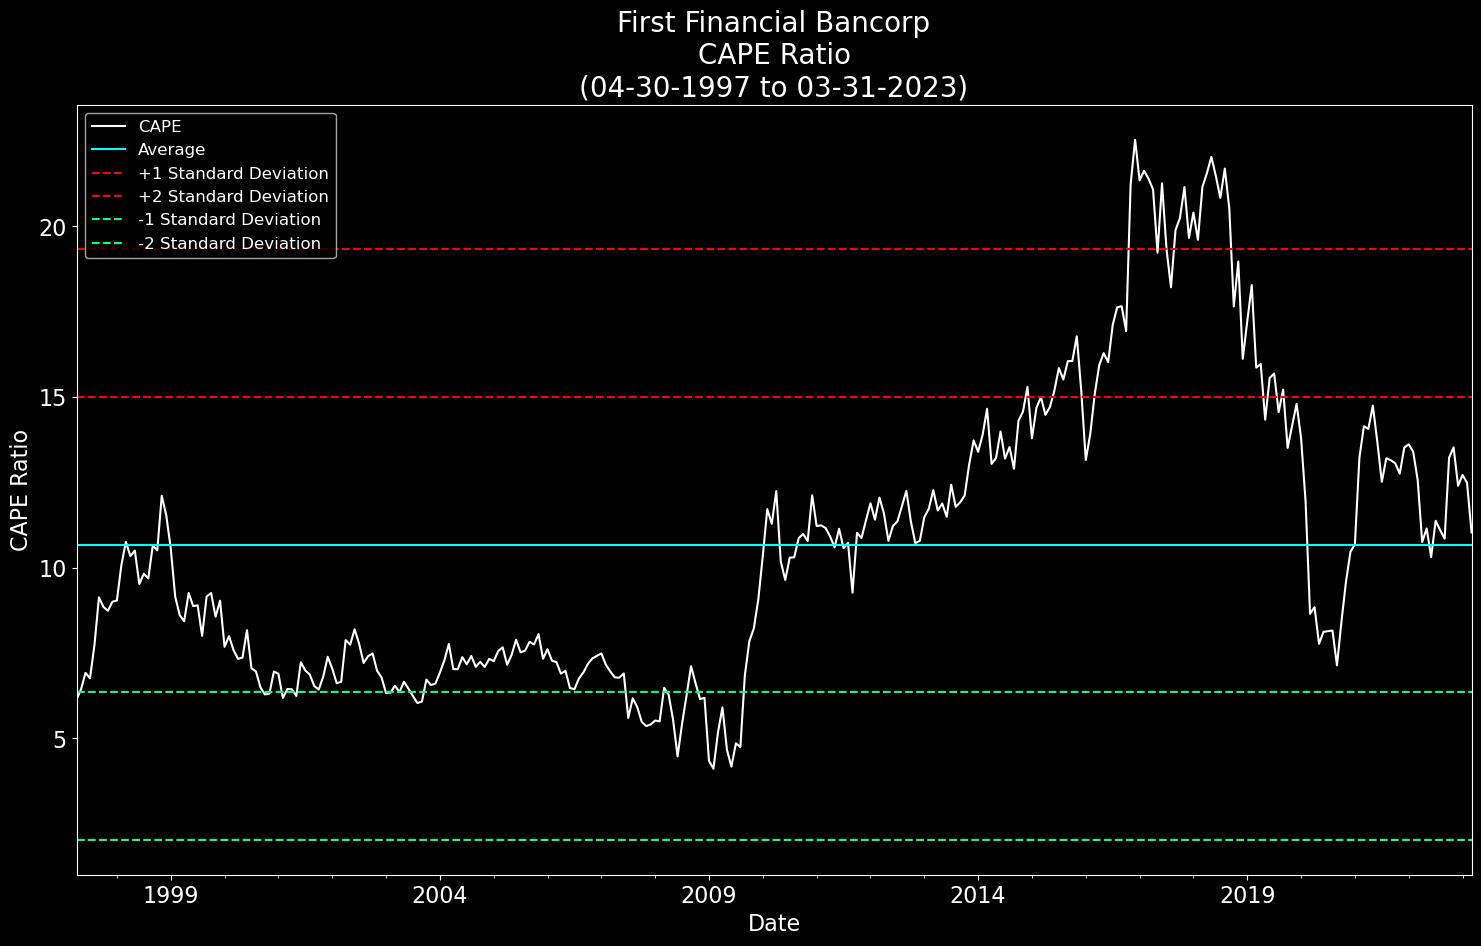 First Financial Bancorp
CAPE Ratio
(04-30-1997 to 03-31-2023)
CAPE
Average
+1 Standard Deviation
+2 Standard Deviation
-1 Standard Deviation
-2 Standard Deviation
20
15
10
5
CAPE Ratio
1999
2004
2009
2014
2019
Date